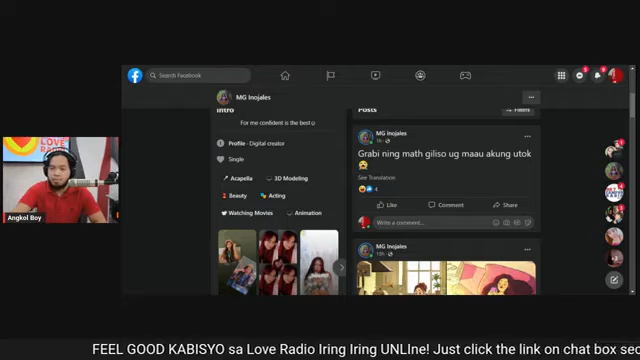 Search Facebook
MG Inojales
Intro
For me confident is the best
Profile · Digital creator
Single
Acapella
3D Modeling
Beauty
Acting
Watching Movies
Animation
Posts
Filters
MG Inojales
1h
Grabi ning math giliso ug maau akung utok
See Translation
4
Like
Comment
Share
Write a comment...
MG Inojales
LOVE
RADIO
Angkol Boy
FEEL GOOD KABISYO sa Love Radio Iring Iring UNLIne! Just click the link on chat box sec